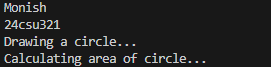 Monish
24csu321
Drawing a circle...
Calculating area of circle...